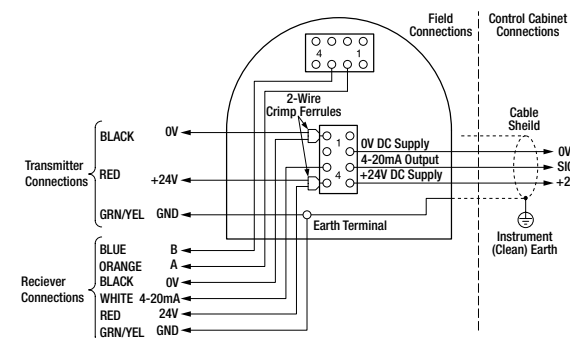 Field Connections
Control Cabinet Connections
4 1
2-Wire Crimp Ferrules
Cable Sheild
Transmitter Connections
BLACK 0V
RED +24V
GRN/YEL GND
1
4
0V DC Supply
4-20mA Output
+24V DC Supply
0V
Earth Terminal
Instrument (Clean) Earth
Reciever Connections
BLUE B
ORANGE A
BLACK 0V
WHITE 4-20mA
RED 24V
GRN/YEL GND